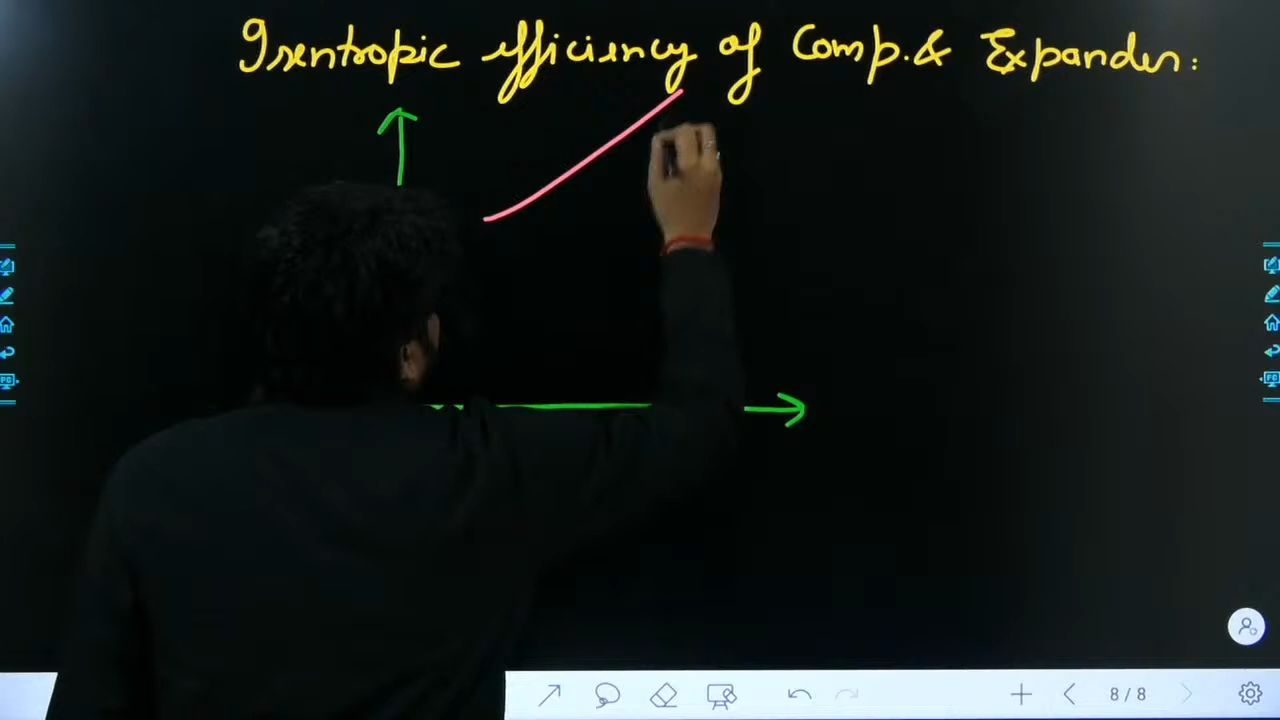 Isentropic efficiency of Comp. & Expander:
8/8